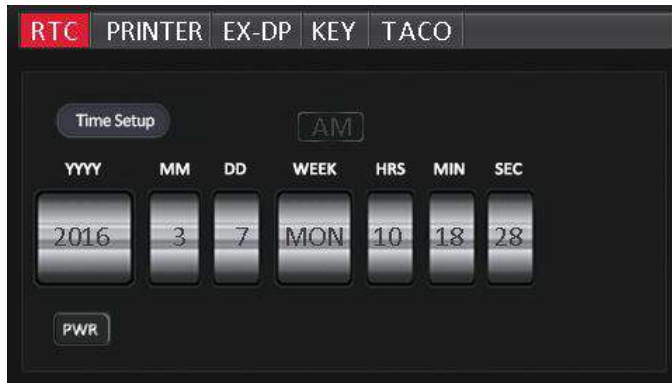 RTC PRINTER EX-DP KEY TACO
Time Setup AM
YYYY MM DD WEEK HRS MIN SEC
2016 3 7 MON 10 18 28
PWR